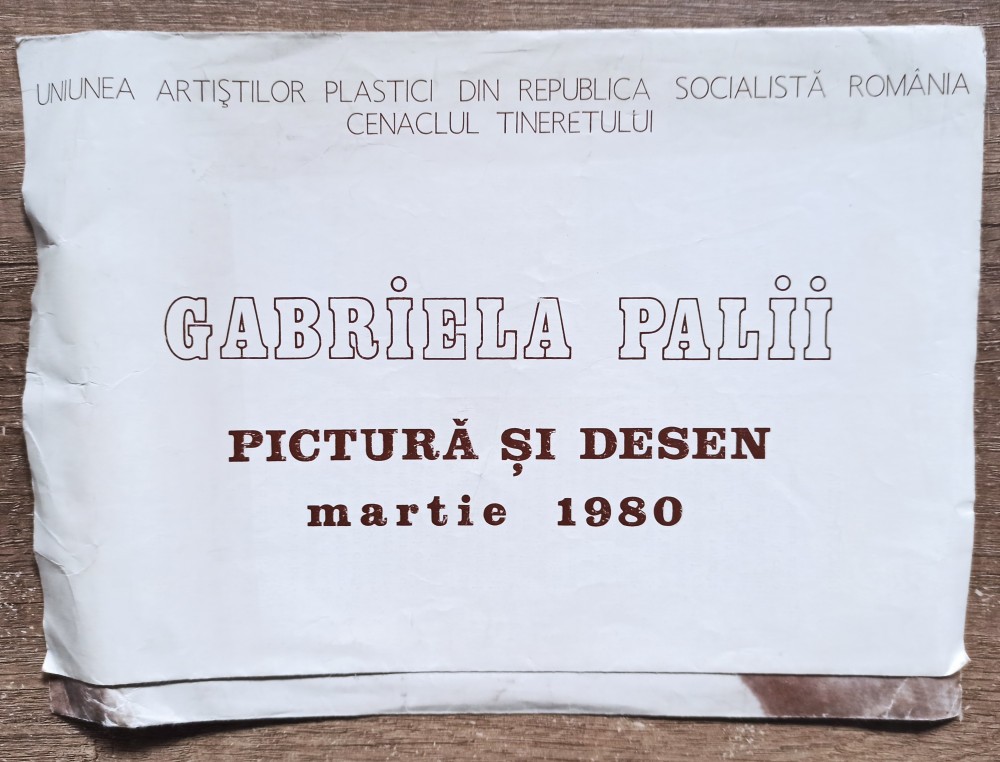 UNIUNEA ARTIŞTILOR PLASTICI DIN REPUBLICA SOCIALISTĂ ROMÂNIA
CENACLUL TINERETULUI
GABRiELA PALii
PICTURĂ ŞI DESEN
martie 1980